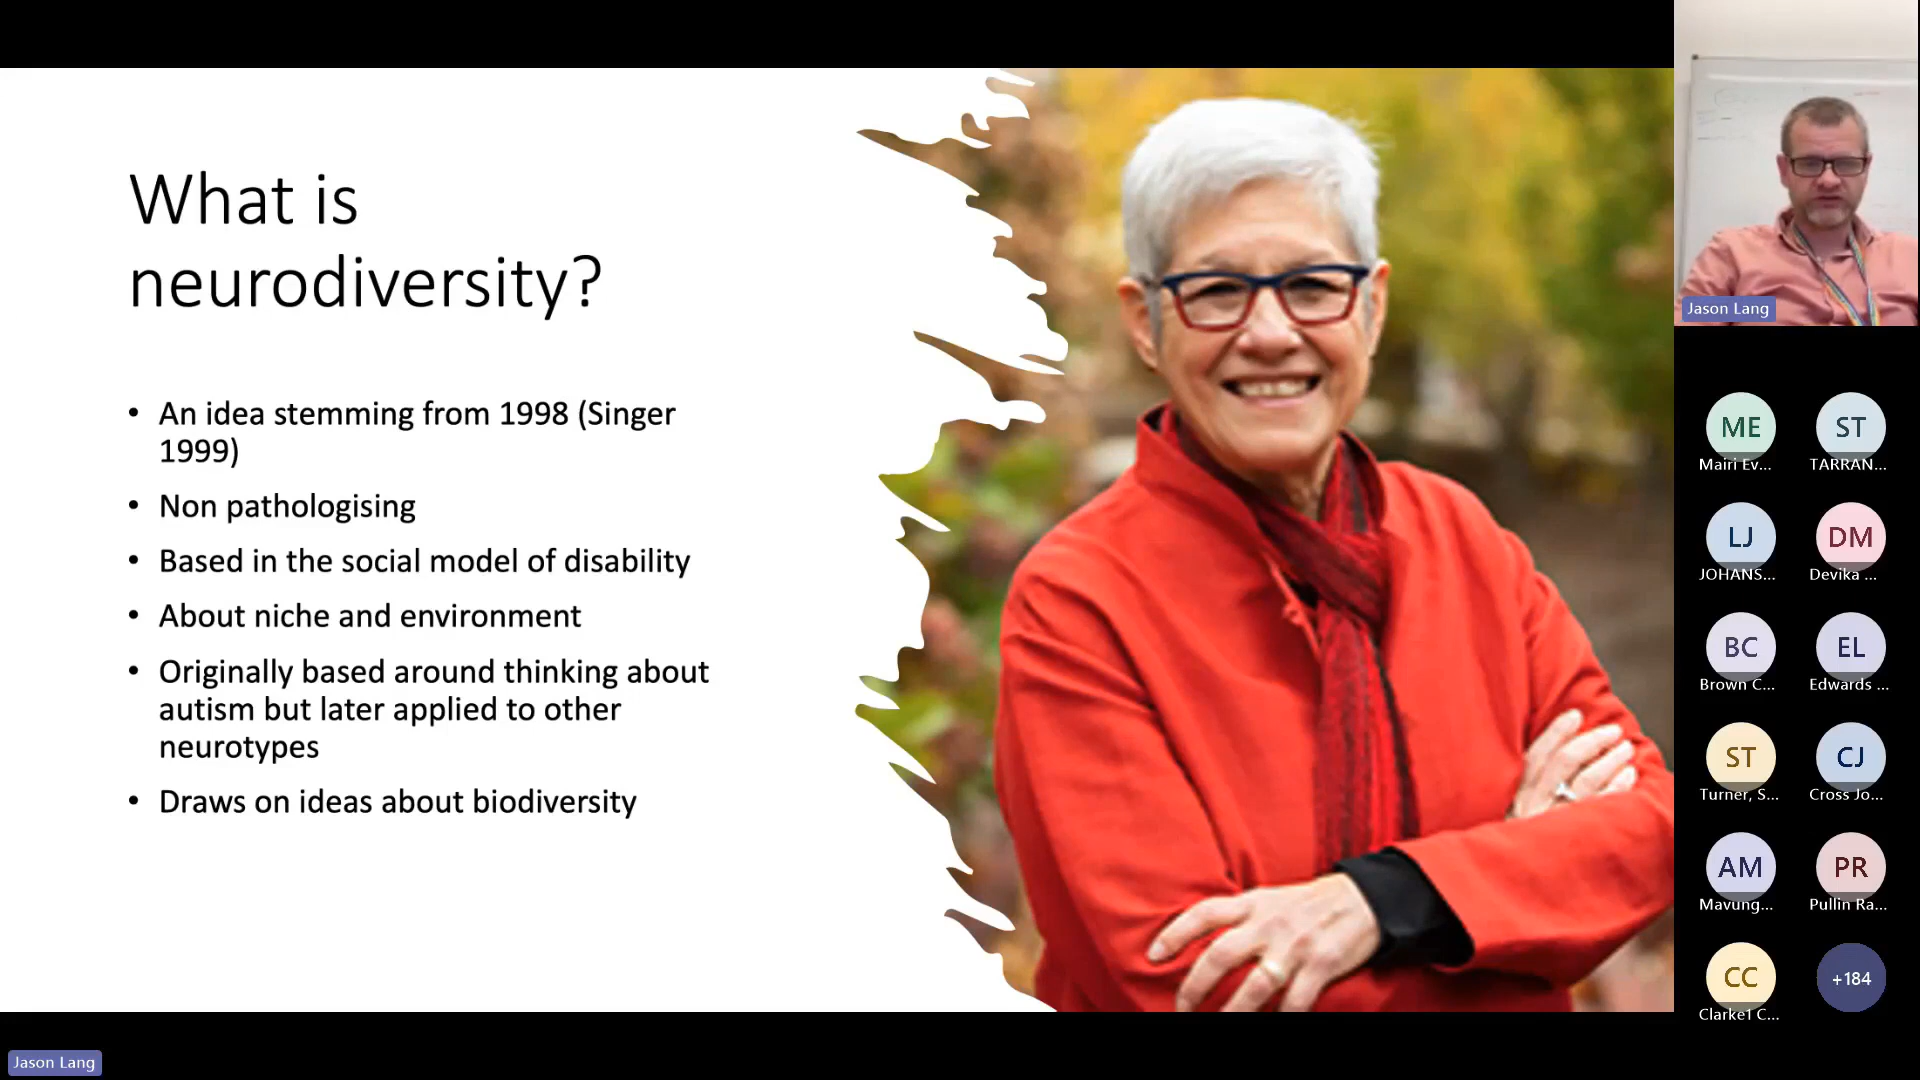 What is
neurodiversity?
• An idea stemming from 1998 (Singer
1999)
• Non pathologising
• Based in the social model of disability
• About niche and environment
• Originally based around thinking about
autism but later applied to other
neurotypes
• Draws on ideas about biodiversity
Jason Lang
ME ST
Mairi Ev... TARRAN...
LJ DM
JOHANS... Devika ...
BC EL
Brown C... Edwards ...
ST CJ
Turner, S... Cross Jo...
AM PR
Mavung... Pullin Ra...
CC +184
Clarke1 C...
Jason Lang